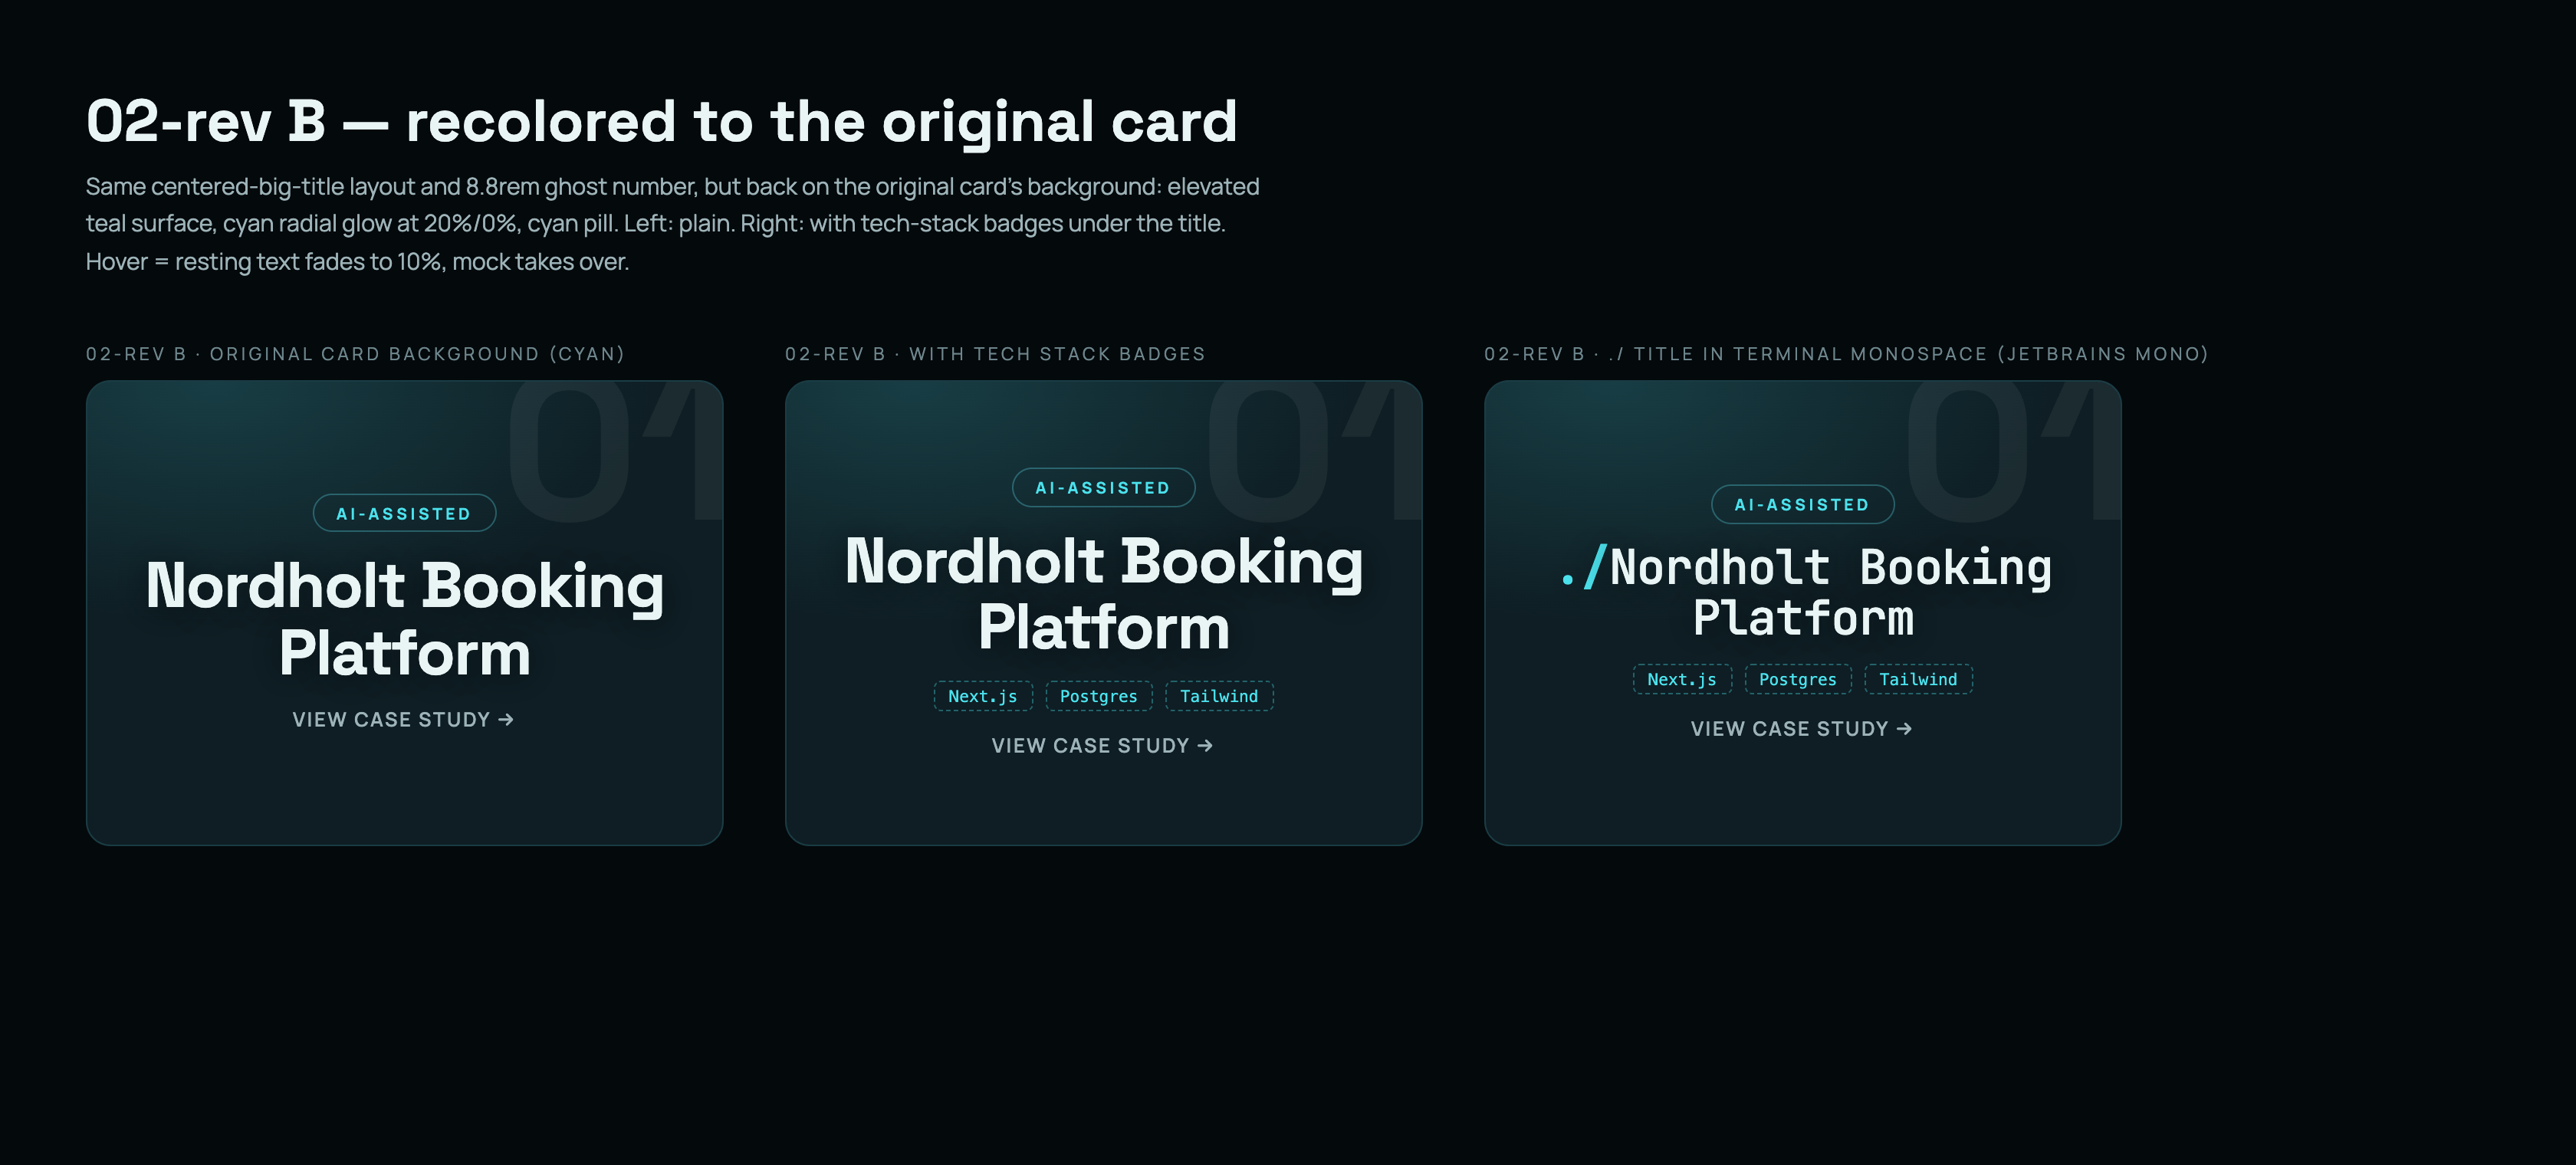 02-rev B — recolored to the original card
Same centered-big-title layout and 8.8rem ghost number, but back on the original card's background: elevated
teal surface, cyan radial glow at 20%/0%, cyan pill. Left: plain. Right: with tech-stack badges under the title.
Hover = resting text fades to 10%, mock takes over.
02-REV B · ORIGINAL CARD BACKGROUND (CYAN)
01
AI-ASSISTED
Nordholt Booking
Platform
VIEW CASE STUDY →
02-REV B · WITH TECH STACK BADGES
01
AI-ASSISTED
Nordholt Booking
Platform
Next.js Postgres Tailwind
VIEW CASE STUDY →
02-REV B · ./ TITLE IN TERMINAL MONOSPACE (JETBRAINS MONO)
01
AI-ASSISTED
./Nordholt Booking
Platform
Next.js Postgres Tailwind
VIEW CASE STUDY →